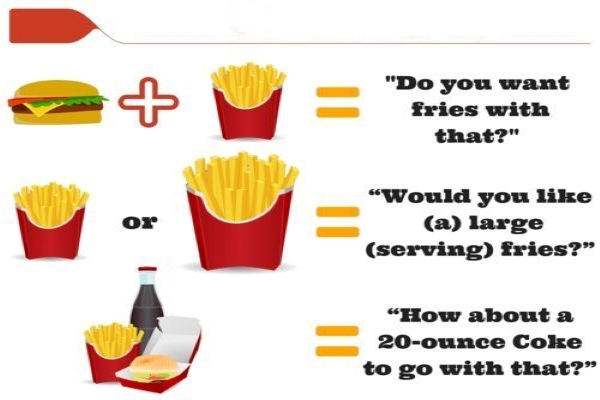 "Do you want
fries with
that?"
or
“Would you like
(a) large
(serving) fries?”
“How about a
20-ounce Coke
to go with that?”